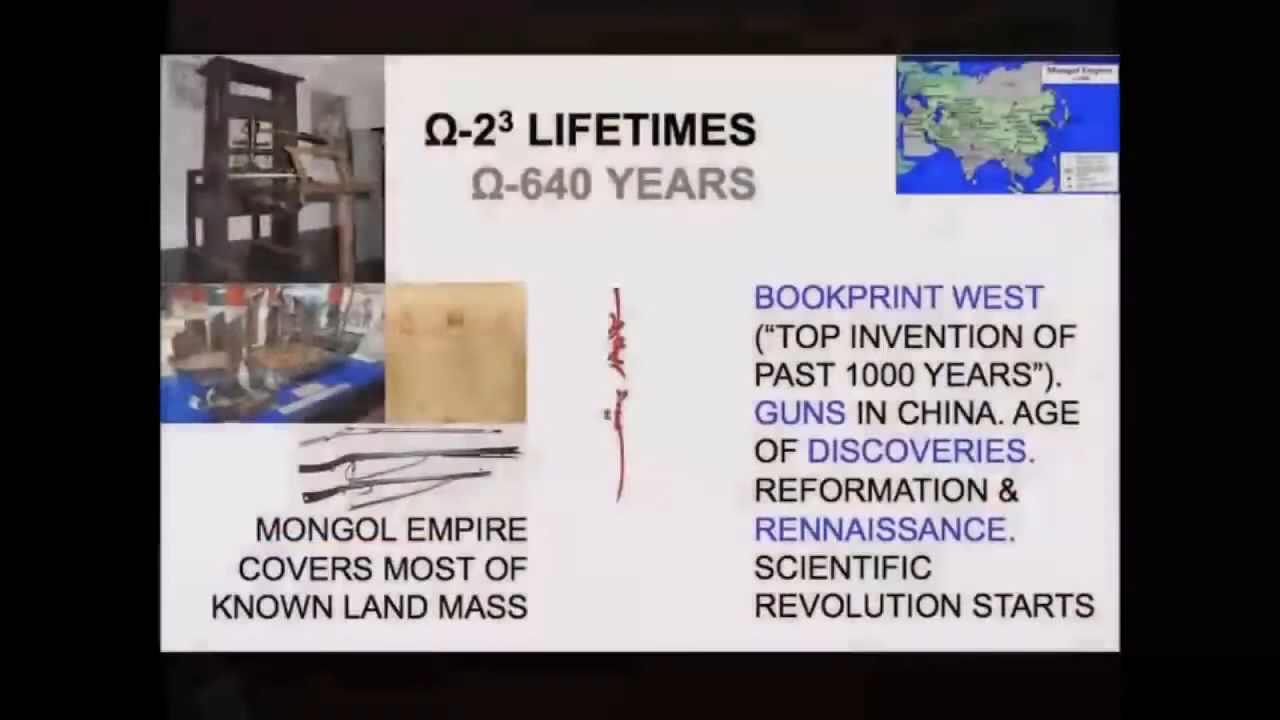 Ω-2³ LIFETIMES
Ω-640 YEARS
Mongol Empire
BOOKPRINT WEST
(“TOP INVENTION OF
PAST 1000 YEARS”).
GUNS IN CHINA. AGE
OF DISCOVERIES.
REFORMATION &
RENNAISSANCE.
SCIENTIFIC
REVOLUTION STARTS
MONGOL EMPIRE
COVERS MOST OF
KNOWN LAND MASS